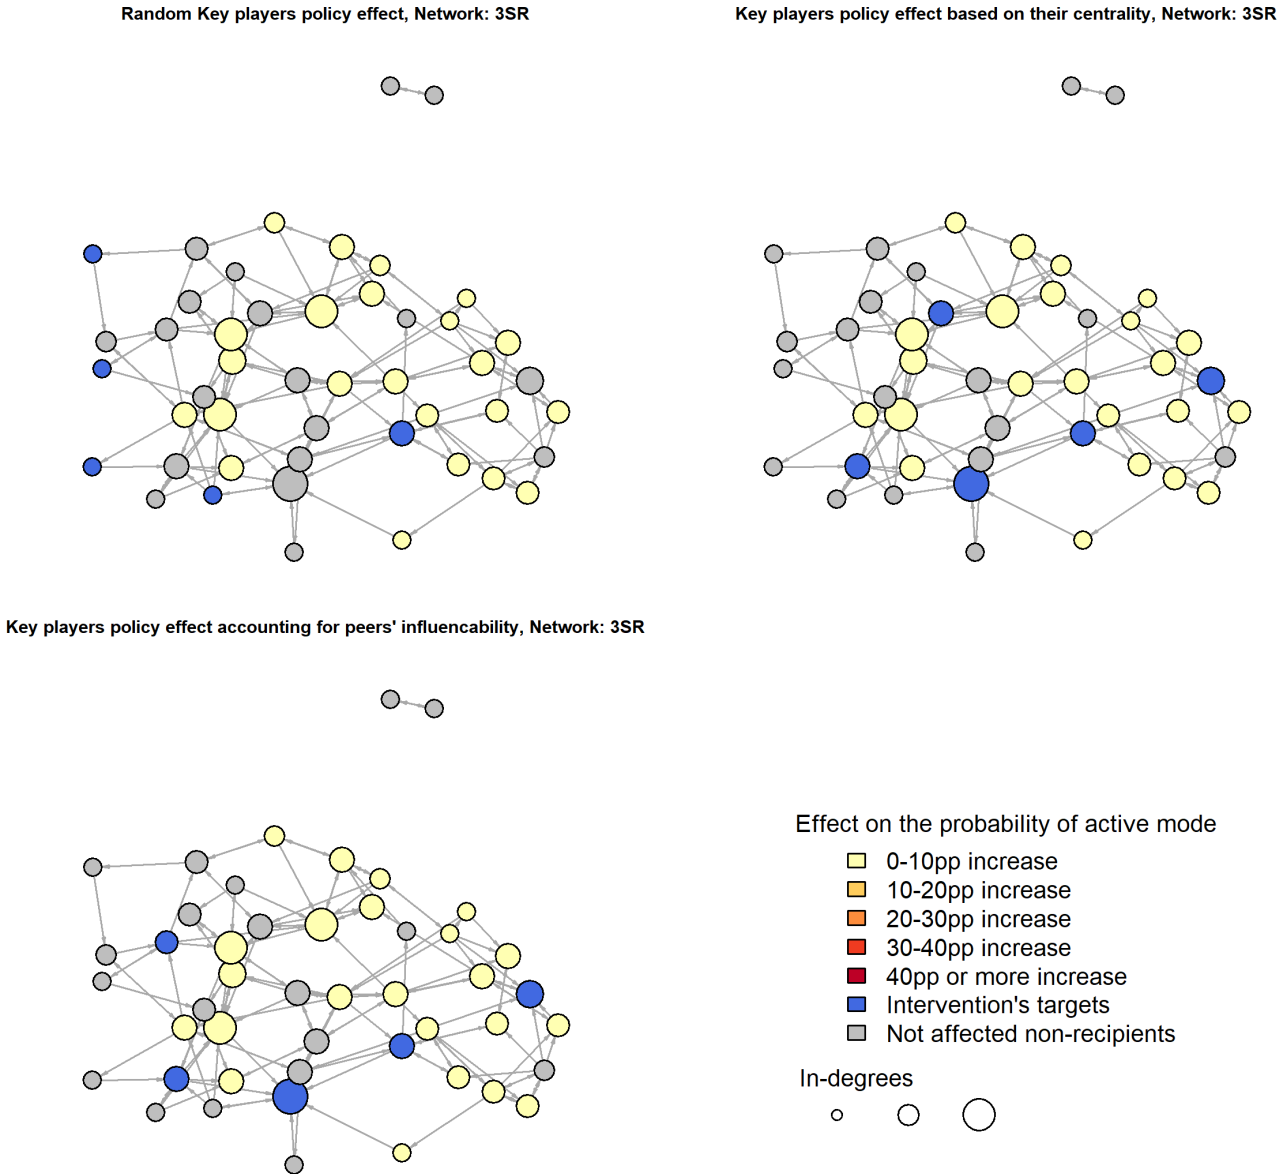 Random Key players policy effect, Network: 3SR
Key players policy effect based on their centrality, Network: 3SR
Key players policy effect accounting for peers' influencability, Network: 3SR
Effect on the probability of active mode
0-10pp increase
10-20pp increase
20-30pp increase
30-40pp increase
40pp or more increase
Intervention's targets
Not affected non-recipients
In-degrees